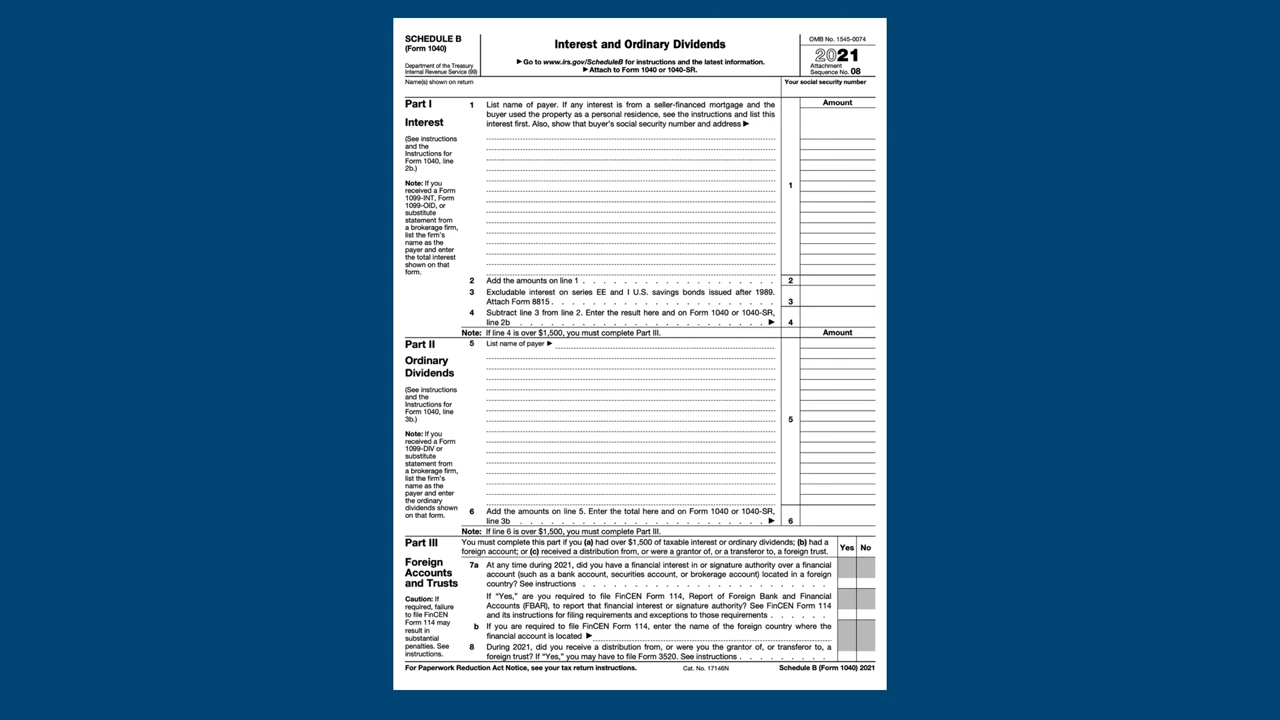 SCHEDULE B
(Form 1040)
Department of the Treasury
Internal Revenue Service (99)
Interest and Ordinary Dividends
▶ Go to www.irs.gov/ScheduleB for instructions and the latest information.
▶ Attach to Form 1040 or 1040-SR.
OMB No. 1545-0074
2021
Attachment
Sequence No. 08
Name(s) shown on return
Your social security number
Part I
Interest
(See instructions
and the
Instructions for
Form 1040, line
2b.)
Note: If you
received a Form
1099-INT, Form
1099-OID, or
substitute
statement from
a brokerage firm,
list the firm's
name as the
payer and enter
the total interest
shown on that
form.
1 List name of payer. If any interest is from a seller-financed mortgage and the
buyer used the property as a personal residence, see the instructions and list this
interest first. Also, show that buyer's social security number and address ▶
1
Amount
2 Add the amounts on line 1 . . . . . . . . . . . . . . . . . 2
3 Excludable interest on series EE and I U.S. savings bonds issued after 1989.
Attach Form 8815 . . . . . . . . . . . . . . . . . . . 3
4 Subtract line 3 from line 2. Enter the result here and on Form 1040 or 1040-SR,
line 2b . . . . . . . . . . . . . . . . . . . . . ▶ 4
Note: If line 4 is over $1,500, you must complete Part III.
Amount
Part II
Ordinary
Dividends
(See instructions
and the
Instructions for
Form 1040, line
3b.)
Note: If you
received a Form
1099-DIV or
substitute
statement from
a brokerage firm,
list the firm's
name as the
payer and enter
the ordinary
dividends shown
on that form.
5 List name of payer ▶
5
6 Add the amounts on line 5. Enter the total here and on Form 1040 or 1040-SR,
line 3b . . . . . . . . . . . . . . . . . . . . . ▶ 6
Note: If line 6 is over $1,500, you must complete Part III.
Part III
Foreign
Accounts
and Trusts
Caution: If
required, failure
to file FinCEN
Form 114 may
result in
substantial
penalties. See
instructions.
You must complete this part if you (a) had over $1,500 of taxable interest or ordinary dividends; (b) had a
foreign account; or (c) received a distribution from, or were a grantor of, or a transferor to, a foreign trust.
Yes No
7a At any time during 2021, did you have a financial interest in or signature authority over a financial
account (such as a bank account, securities account, or brokerage account) located in a foreign
country? See instructions . . . . . . . . . . . . . . . . . . . . .
If "Yes," are you required to file FinCEN Form 114, Report of Foreign Bank and Financial
Accounts (FBAR), to report that financial interest or signature authority? See FinCEN Form 114
and its instructions for filing requirements and exceptions to those requirements . . . . . .
b If you are required to file FinCEN Form 114, enter the name of the foreign country where the
financial account is located ▶
8 During 2021, did you receive a distribution from, or were you the grantor of, or transferor to, a
foreign trust? If "Yes," you may have to file Form 3520. See instructions . . . . . . . .
For Paperwork Reduction Act Notice, see your tax return instructions.
Cat. No. 17146N
Schedule B (Form 1040) 2021